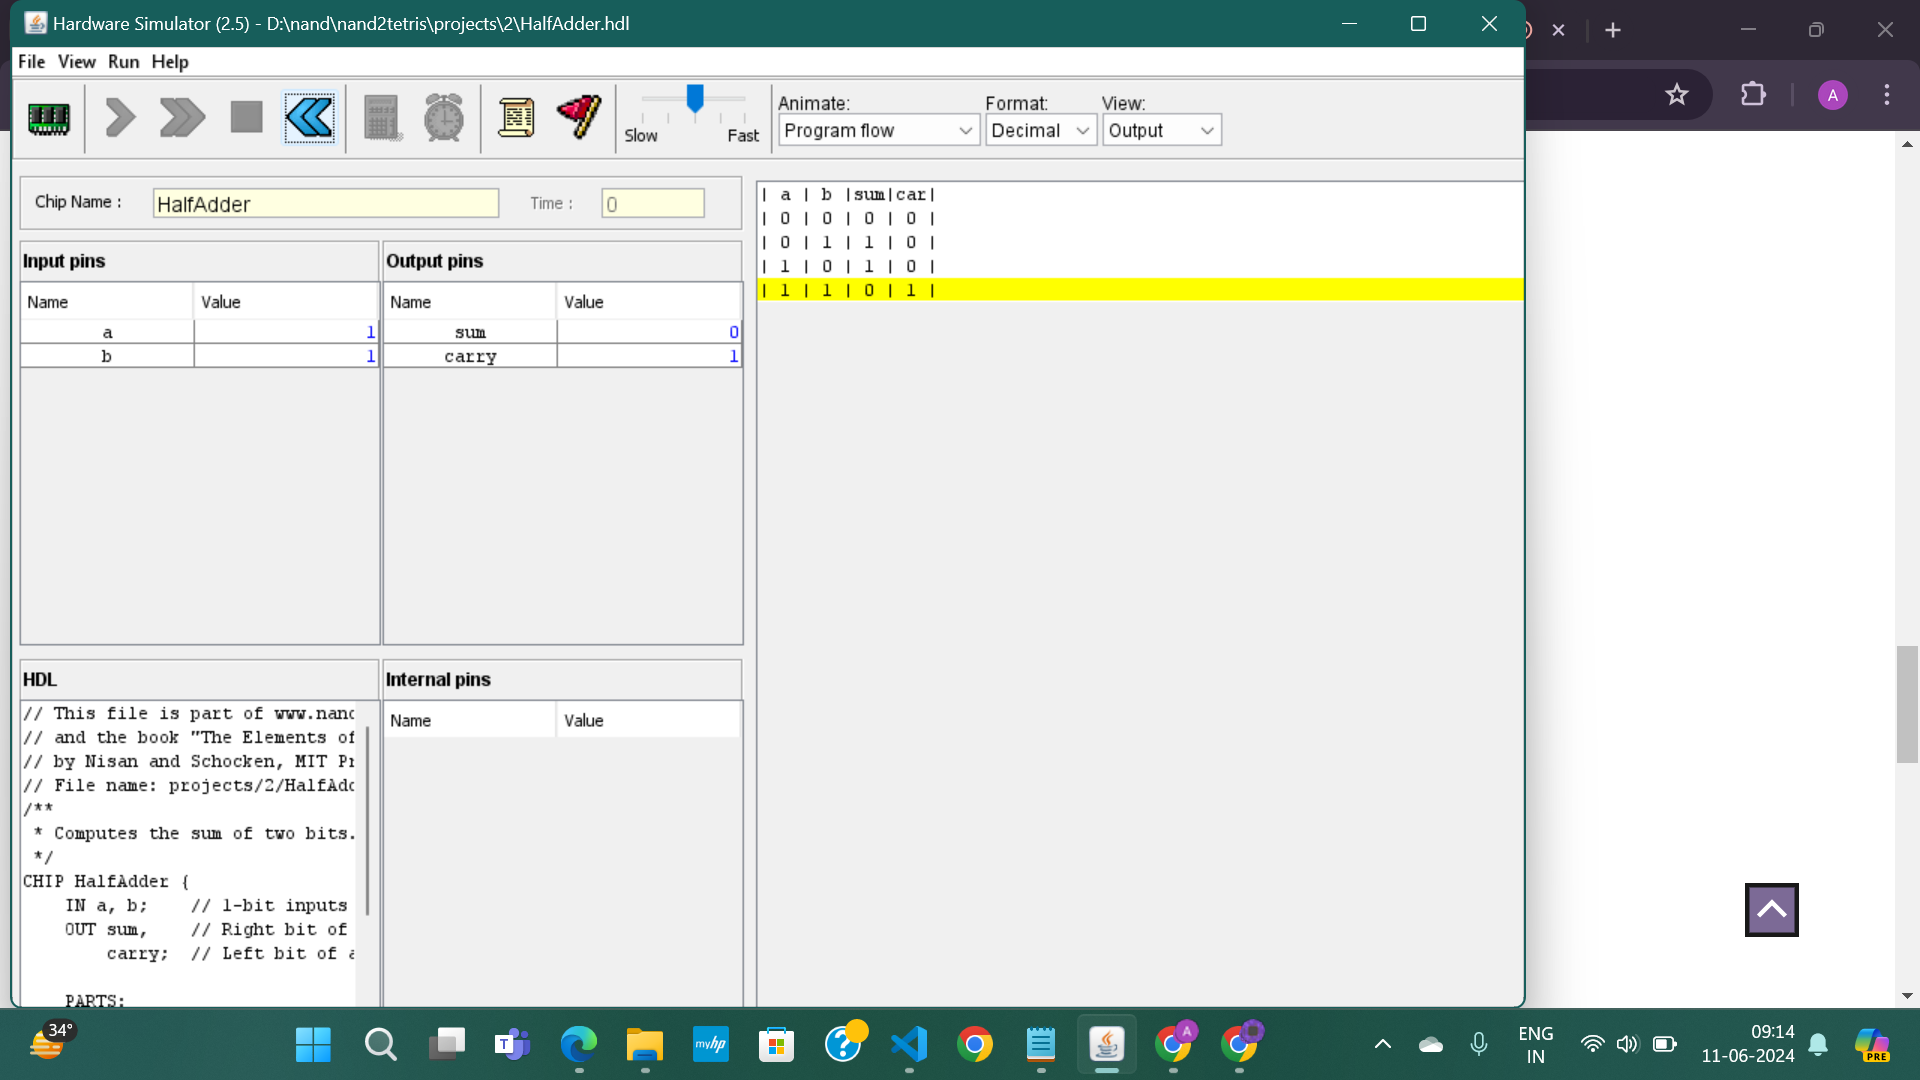 Hardware Simulator (2.5) - D:\nand\nand2tetris\projects\2\HalfAdder.hdl
File View Run Help
Slow Fast
Animate: Format: View:
Program flow Decimal Output
A
Chip Name : HalfAdder Time : 0
Input pins Output pins
Name Value Name Value
a 1 sum 0
b 1 carry 1
| a | b |sum|car|
| 0 | 0 | 0 | 0 |
| 0 | 1 | 1 | 0 |
| 1 | 0 | 1 | 0 |
| 1 | 1 | 0 | 1 |
HDL Internal pins
Name Value
// This file is part of www.nand
// and the book "The Elements of
// by Nisan and Schocken, MIT Pr
// File name: projects/2/HalfAdd
/**
* Computes the sum of two bits.
*/
CHIP HalfAdder {
IN a, b; // 1-bit inputs
OUT sum, // Right bit of
carry; // Left bit of a
PARTS:
34°
T
myhp
A
ENG
IN
09:14
11-06-2024
PRE